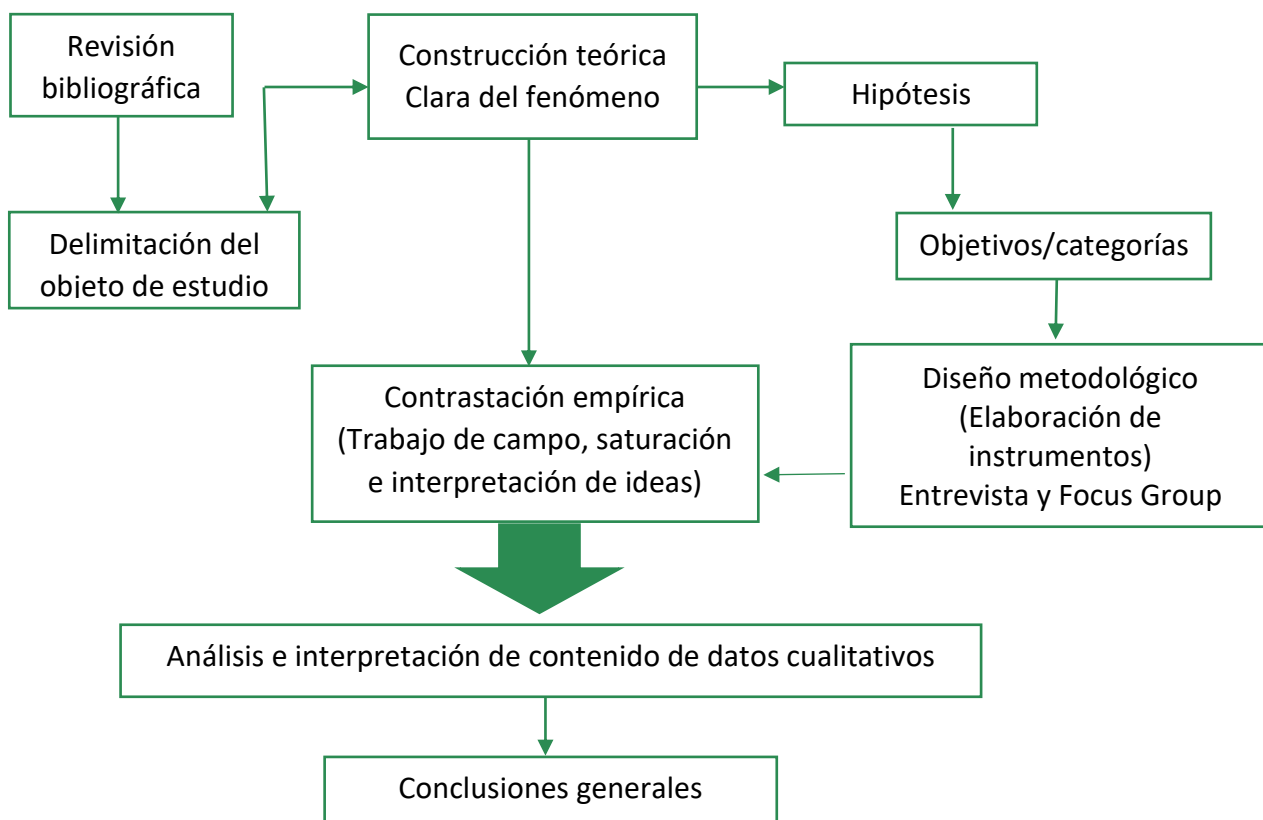 Revisión
bibliográfica
Construcción teórica
Clara del fenómeno
Hipótesis
Delimitación del
objeto de estudio
Objetivos/categorías
Contrastación empírica
(Trabajo de campo, saturación
e interpretación de ideas)
Diseño metodológico
(Elaboración de
instrumentos)
Entrevista y Focus Group
Análisis e interpretación de contenido de datos cualitativos
Conclusiones generales